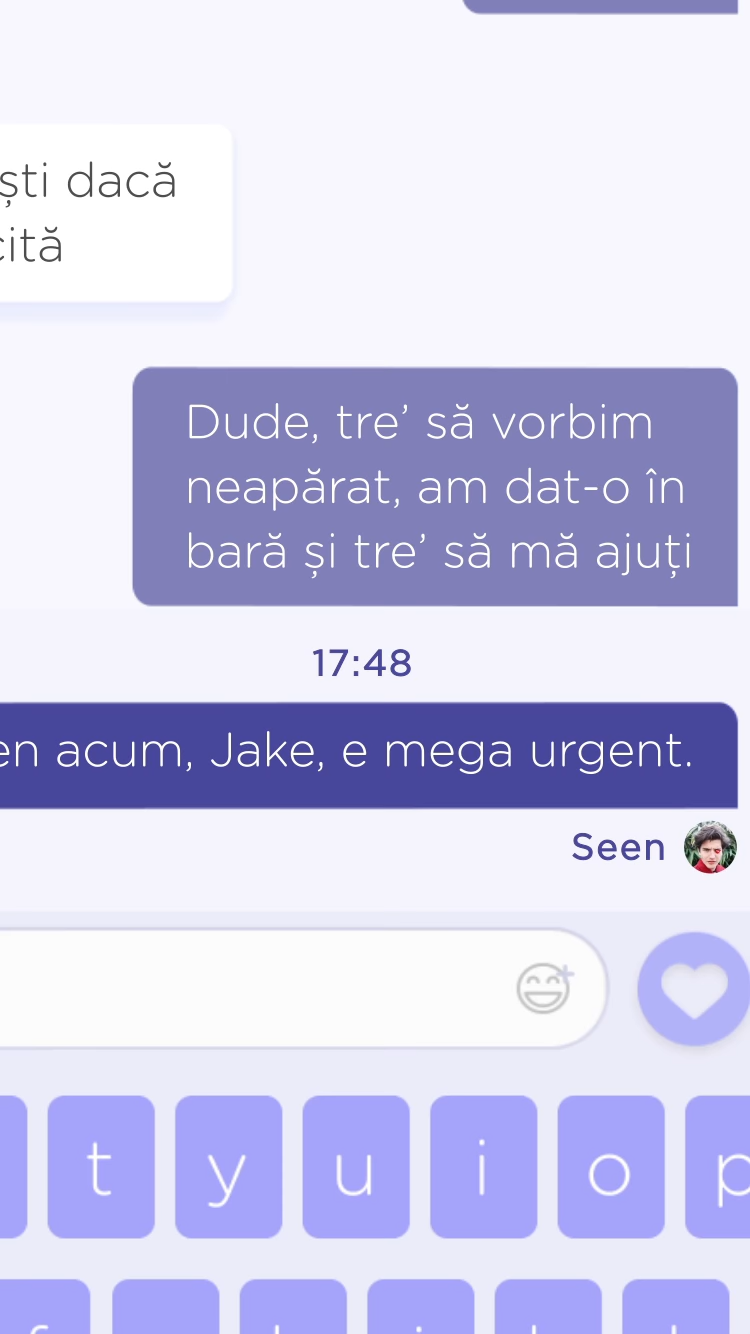 ști dacă
cită
Dude, tre’ să vorbim
neapărat, am dat-o în
bară și tre’ să mă ajuți
17:48
en acum, Jake, e mega urgent.
Seen
t y u i o p